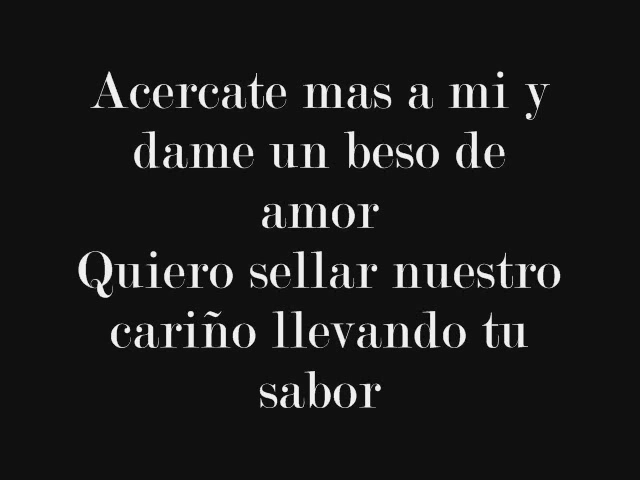 Acercate mas a mi y
dame un beso de
amor
Quiero sellar nuestro
cariño llevando tu
sabor